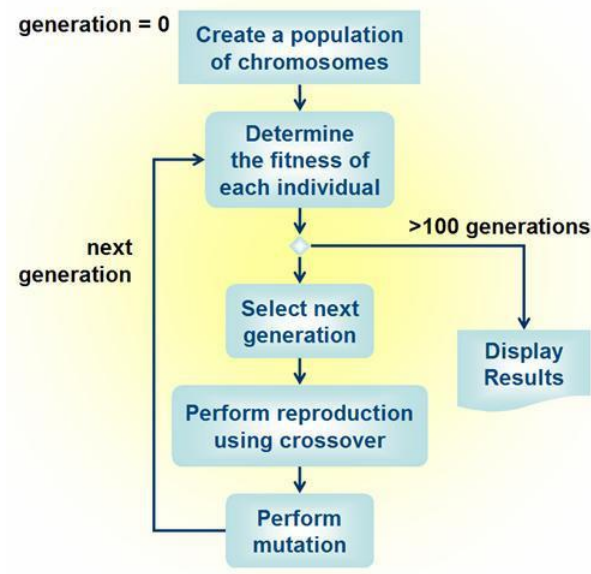 generation = 0
Create a population
of chromosomes
Determine
the fitness of
each individual
>100 generations
next
generation
Select next
generation
Display
Results
Perform reproduction
using crossover
Perform
mutation